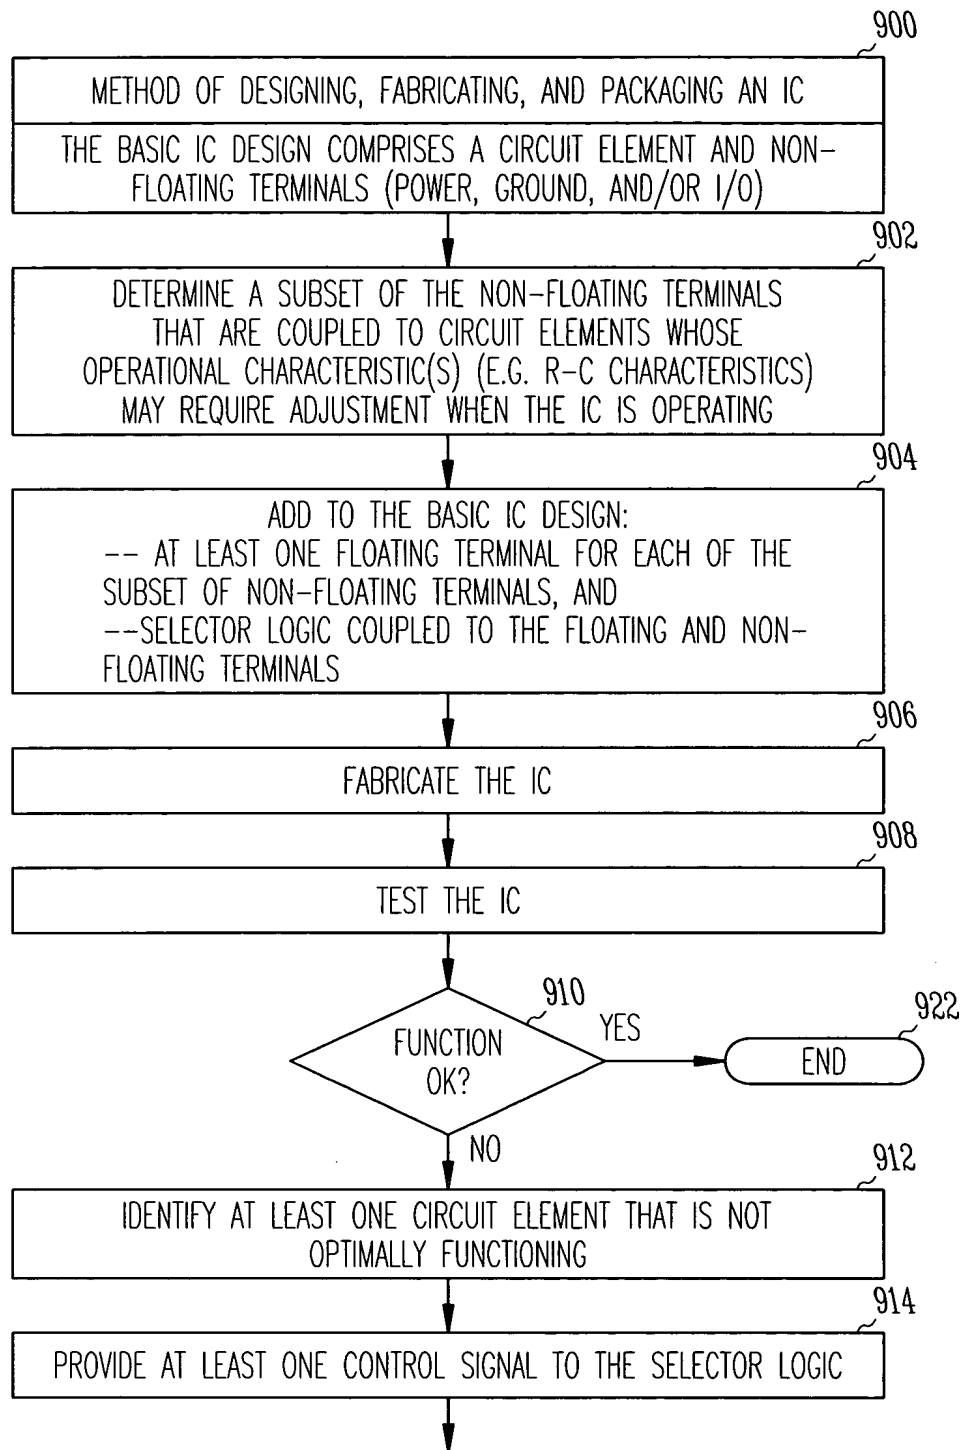 900
METHOD OF DESIGNING, FABRICATING, AND PACKAGING AN IC
THE BASIC IC DESIGN COMPRISES A CIRCUIT ELEMENT AND NON-
FLOATING TERMINALS (POWER, GROUND, AND/OR I/O)
902
DETERMINE A SUBSET OF THE NON-FLOATING TERMINALS
THAT ARE COUPLED TO CIRCUIT ELEMENTS WHOSE
OPERATIONAL CHARACTERISTIC(S) (E.G. R-C CHARACTERISTICS)
MAY REQUIRE ADJUSTMENT WHEN THE IC IS OPERATING
904
ADD TO THE BASIC IC DESIGN:
-- AT LEAST ONE FLOATING TERMINAL FOR EACH OF THE
SUBSET OF NON-FLOATING TERMINALS, AND
--SELECTOR LOGIC COUPLED TO THE FLOATING AND NON-
FLOATING TERMINALS
906
FABRICATE THE IC
908
TEST THE IC
910
FUNCTION
OK?
YES
922
END
NO
912
IDENTIFY AT LEAST ONE CIRCUIT ELEMENT THAT IS NOT
OPTIMALLY FUNCTIONING
914
PROVIDE AT LEAST ONE CONTROL SIGNAL TO THE SELECTOR LOGIC